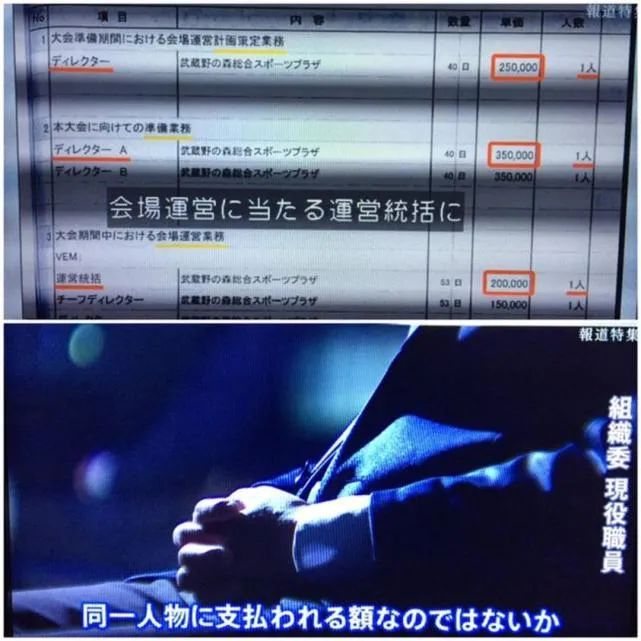 報道特集
No 項目 内容 数量 単価 人数
1 大会準備期間における会場運営計画策定業務
ディレクター 武蔵野の森総合スポーツプラザ 40 日 250,000 1人
2 本大会に向けての準備業務
ディレクター A 武蔵野の森総合スポーツプラザ 40 日 350,000 1人
ディレクター B 武蔵野の森総合スポーツプラザ 40 日 350,000 1人
会場運営に当たる運営統括に
3 大会期間中における会場運営業務
VEM
運営統括 武蔵野の森総合スポーツプラザ 53 日 200,000 1人
チーフディレクター 武蔵野の森総合スポーツプラザ 53 日 150,000 1人
報道特集
組織委 現役職員
同一人物に支払われる額なのではないか